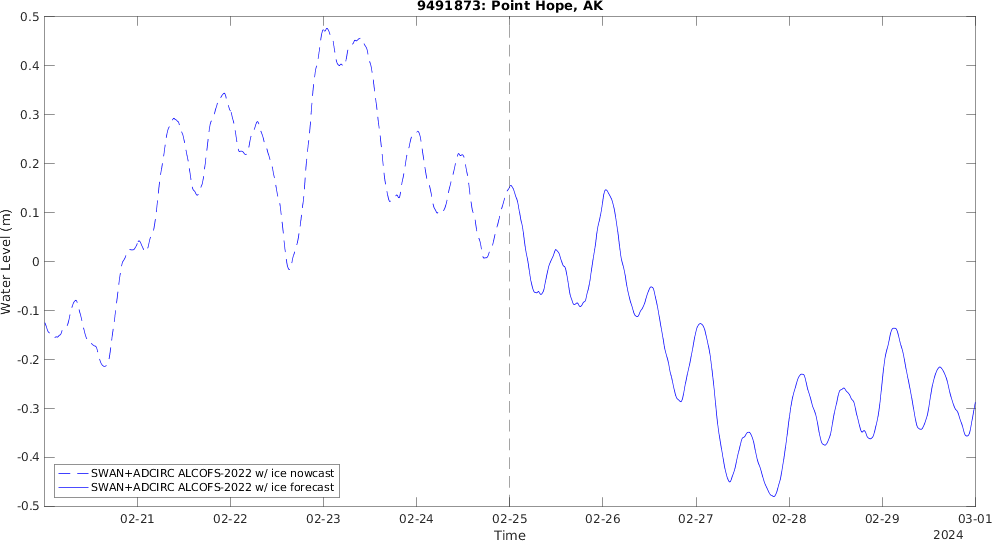 9491873: Point Hope, AK
Water Level (m)
0.5
0.4
0.3
0.2
0.1
0
-0.1
-0.2
-0.3
-0.4
-0.5
SWAN+ADCIRC ALCOFS-2022 w/ ice nowcast
SWAN+ADCIRC ALCOFS-2022 w/ ice forecast
02-21 02-22 02-23 02-24 02-25 02-26 02-27 02-28 02-29 03-01
Time
2024